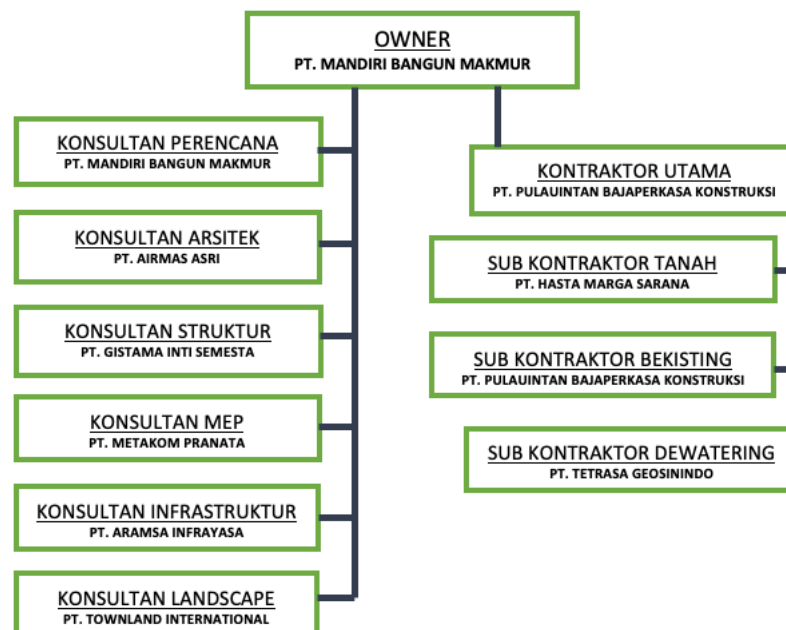 OWNER
PT. MANDIRI BANGUN MAKMUR
KONSULTAN PERENCANA
PT. MANDIRI BANGUN MAKMUR
KONSULTAN ARSITEK
PT. AIRMAS ASRI
KONSULTAN STRUKTUR
PT. GISTAMA INTI SEMESTA
KONSULTAN MEP
PT. METAKOM PRANATA
KONSULTAN INFRASTRUKTUR
PT. ARAMSA INFRAYASA
KONSULTAN LANDSCAPE
PT. TOWNLAND INTERNATIONAL
KONTRAKTOR UTAMA
PT. PULAUINTAN BAJAPERKASA KONSTRUKSI
SUB KONTRAKTOR TANAH
PT. HASTA MARGA SARANA
SUB KONTRAKTOR BEKISTING
PT. PULAUINTAN BAJAPERKASA KONSTRUKSI
SUB KONTRAKTOR DEWATERING
PT. TETRASA GEOSININDO